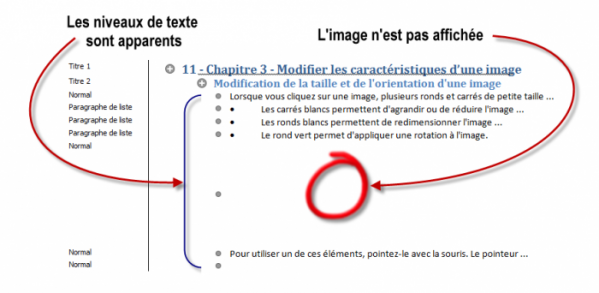 Les niveaux de texte
sont apparents
L'image n'est pas affichée
Titre 1
11 - Chapitre 3 - Modifier les caractéristiques d'une image
Titre 2
Modification de la taille et de l'orientation d'une image
Normal
Lorsque vous cliquez sur une image, plusieurs ronds et carrés de petite taille ...
Paragraphe de liste
• Les carrés blancs permettent d'agrandir ou de réduire l'image ...
Paragraphe de liste
• Les ronds blancs permettent de redimensionner l'image ...
Paragraphe de liste
• Le rond vert permet d'appliquer une rotation à l'image.
Normal
Normal
Pour utiliser un de ces éléments, pointez-le avec la souris. Le pointeur ...
Normal